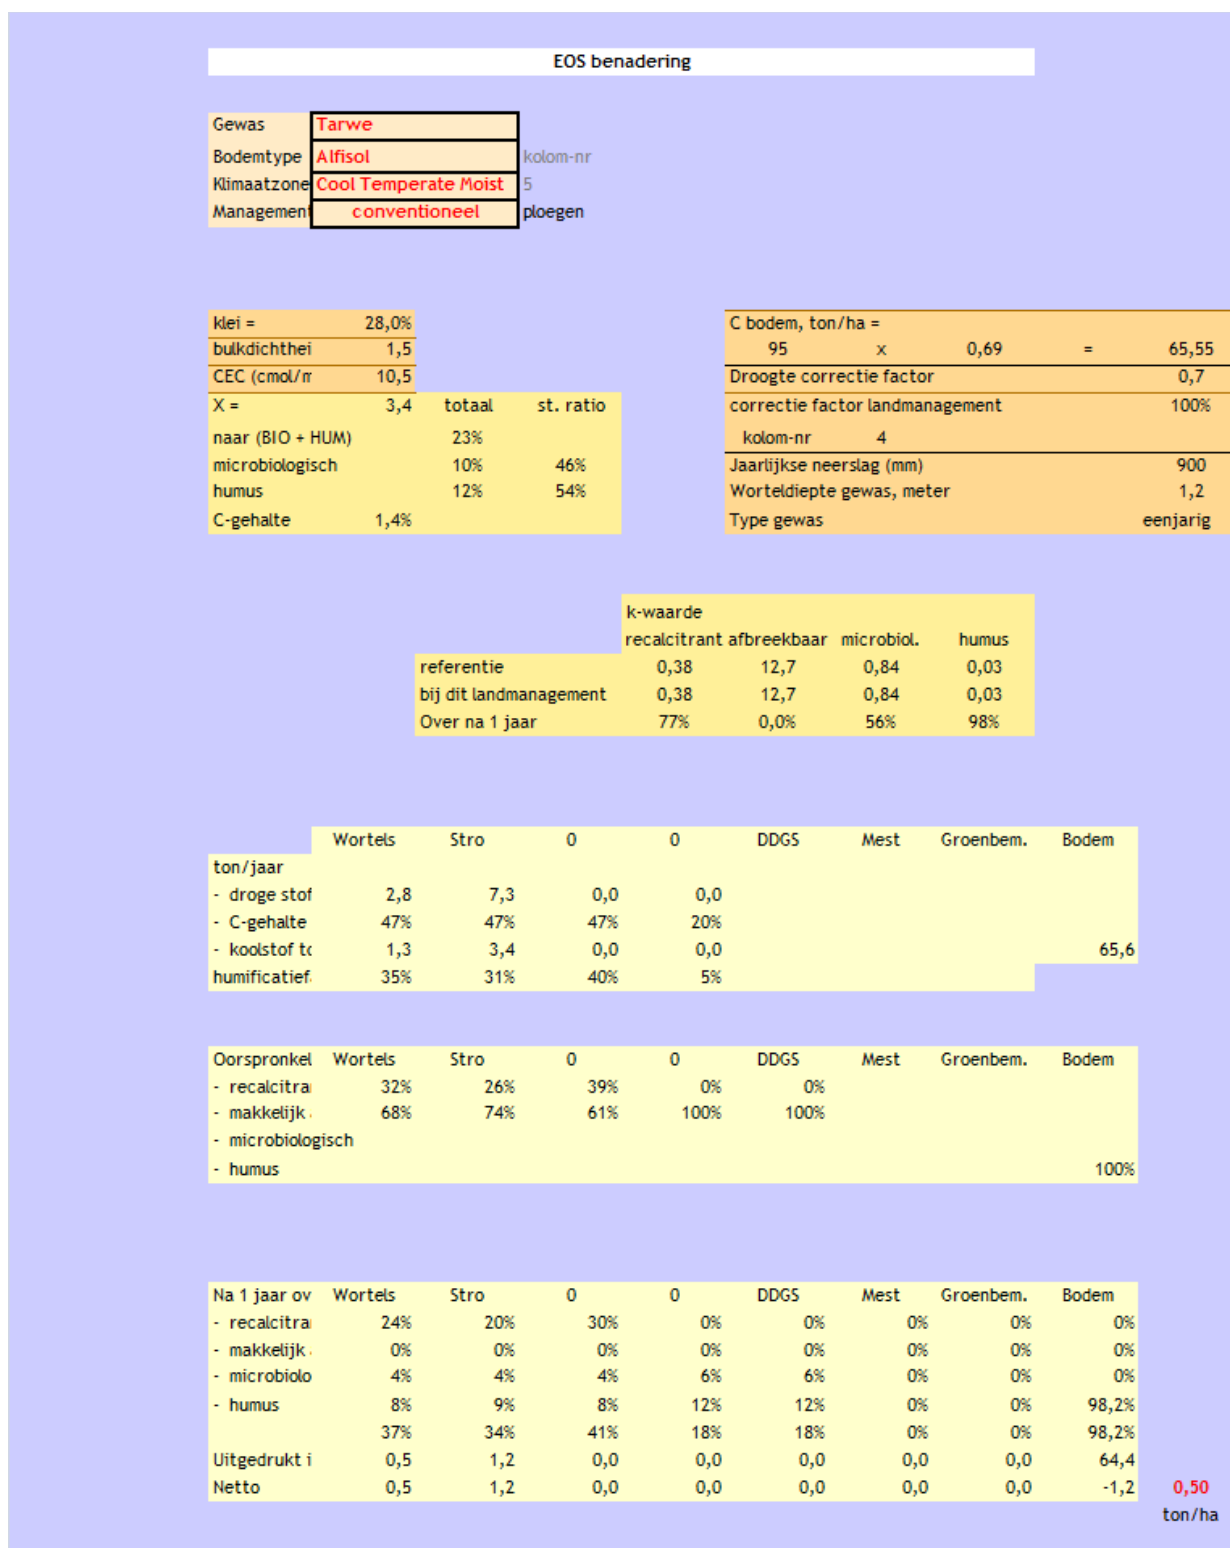 EOS benadering
Gewas Tarwe
Bodemtype Alfisol kolom-nr
Klimaatzone Cool Temperate Moist 5
Management conventioneel ploegen
klei = 28,0% C bodem, ton/ha =
bulkdichthei 1,5 95 x 0,69 = 65,55
CEC (cmol/m 10,5 Droogte correctie factor 0,7
X = 3,4 totaal st. ratio correctie factor landmanagement 100%
naar (BIO + HUM) 23% kolom-nr 4
microbiologisch 10% 46% Jaarlijkse neerslag (mm) 900
humus 12% 54% Worteldiepte gewas, meter 1,2
C-gehalte 1,4% Type gewas eenjarig
k-waarde
recalcitrant afbreekbaar microbiol. humus
referentie 0,38 12,7 0,84 0,03
bij dit landmanagement 0,38 12,7 0,84 0,03
Over na 1 jaar 77% 0,0% 56% 98%
Wortels Stro 0 0 DDGS Mest Groenbem. Bodem
ton/jaar
- droge stof 2,8 7,3 0,0 0,0
- C-gehalte 47% 47% 47% 20%
- koolstof to 1,3 3,4 0,0 0,0 65,6
humificatief 35% 31% 40% 5%
Oorspronkel Wortels Stro 0 0 DDGS Mest Groenbem. Bodem
- recalcitra 32% 26% 39% 0% 0%
- makkelijk 68% 74% 61% 100% 100%
- microbiologisch
- humus 100%
Na 1 jaar ov Wortels Stro 0 0 DDGS Mest Groenbem. Bodem
- recalcitra 24% 20% 30% 0% 0% 0% 0% 0%
- makkelijk 0% 0% 0% 0% 0% 0% 0% 0%
- microbiolo 4% 4% 4% 6% 6% 0% 0% 0%
- humus 8% 9% 8% 12% 12% 0% 0% 98,2%
37% 34% 41% 18% 18% 0% 0% 98,2%
Uitgedrukt i 0,5 1,2 0,0 0,0 0,0 0,0 0,0 64,4
Netto 0,5 1,2 0,0 0,0 0,0 0,0 0,0 -1,2 0,50
ton/ha